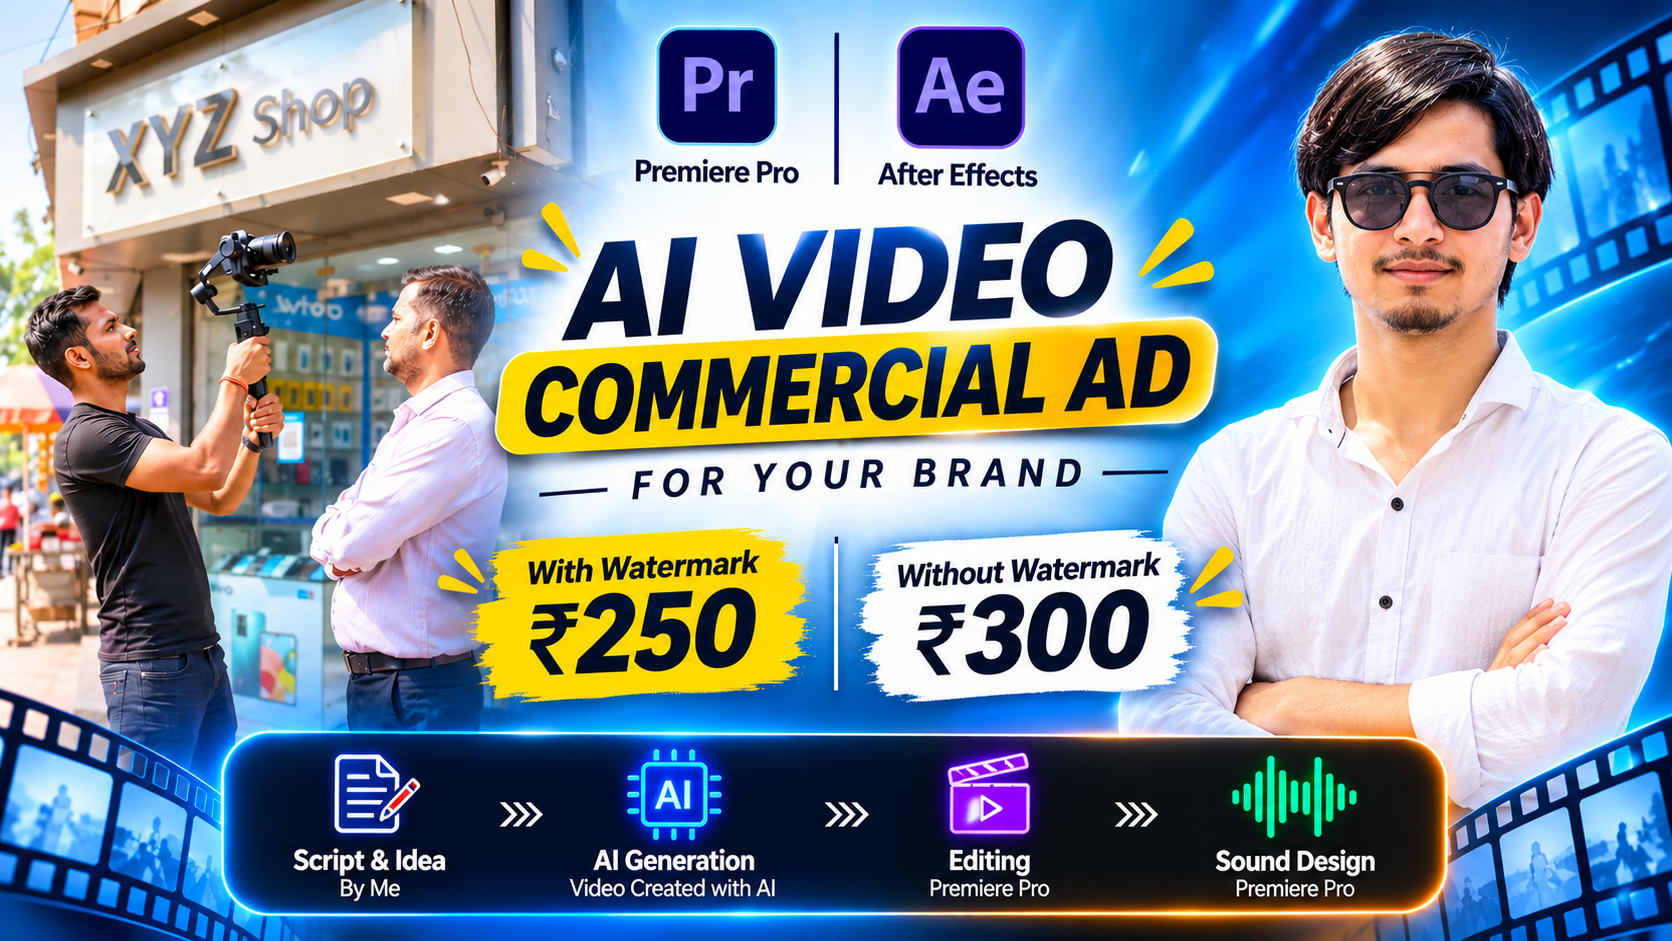 XYZ Shop
Pr
Premiere Pro
Ae
After Effects
AI VIDEO
COMMERCIAL AD
FOR YOUR BRAND
With Watermark
₹250
Without Watermark
₹300
Script & Idea
By Me
AI
AI Generation
Video Created with AI
Editing
Premiere Pro
Sound Design
Premiere Pro